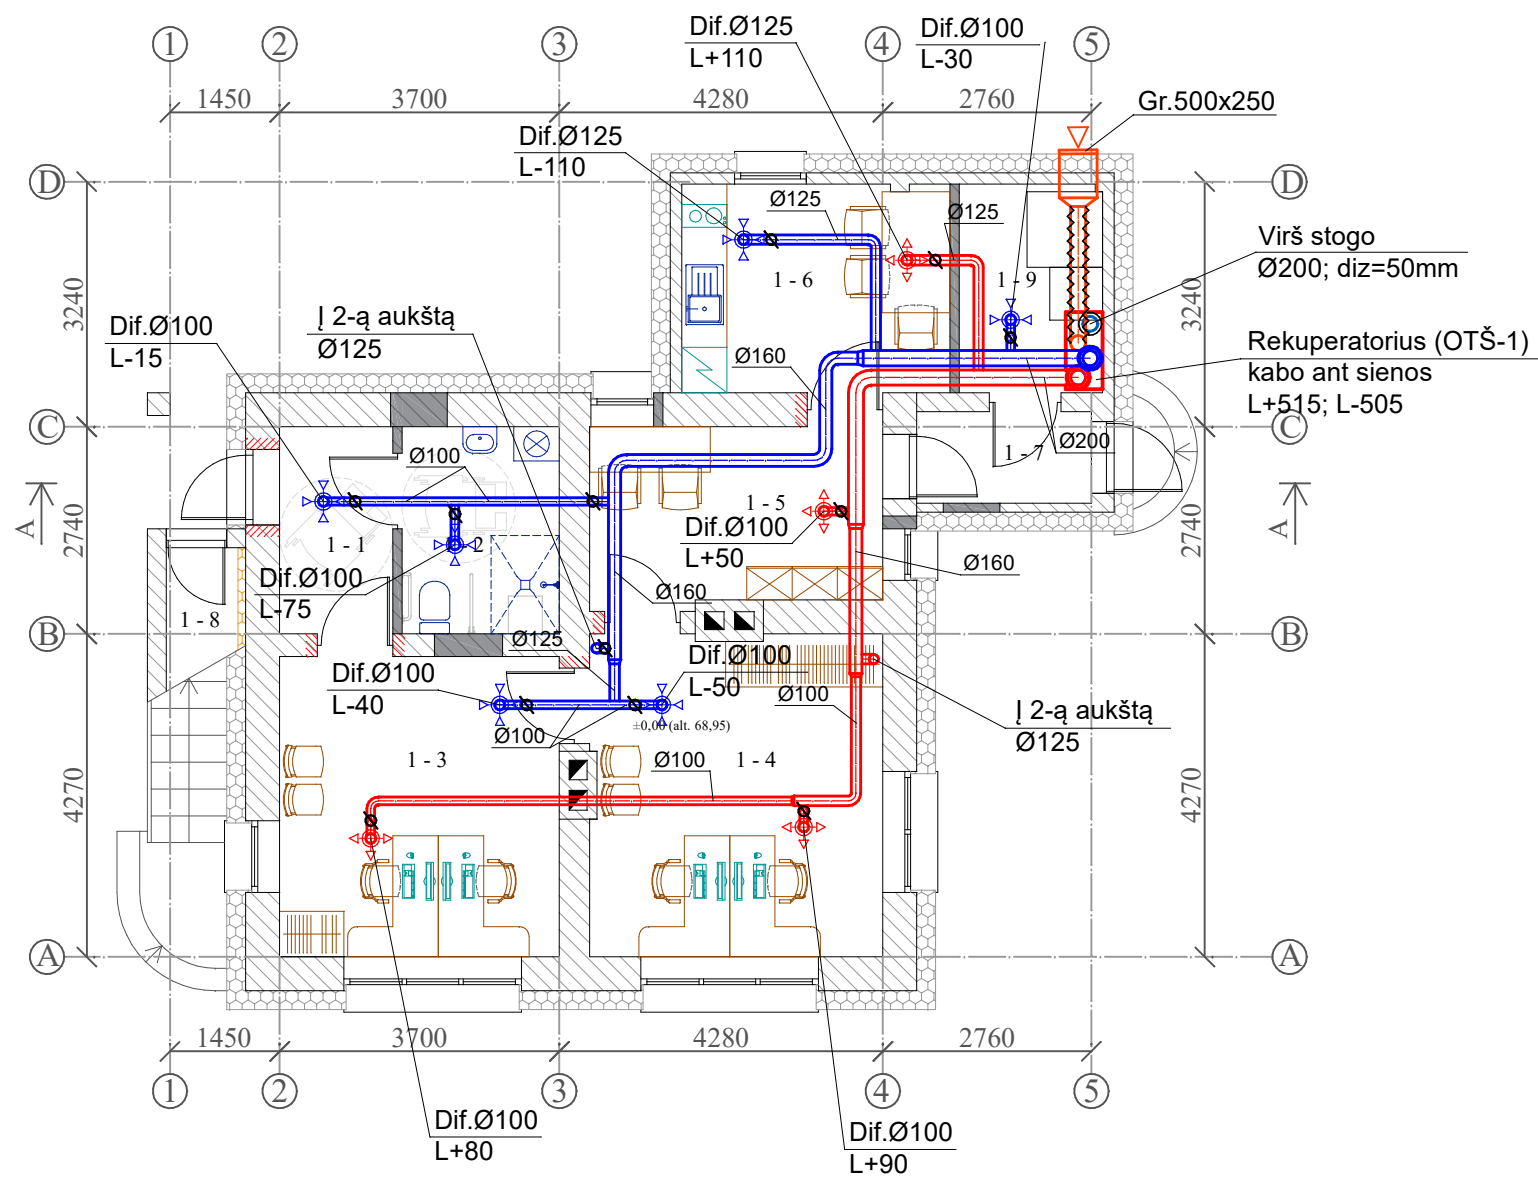 1
2
3
4
5
Dif.Ø125
L+110
Dif.Ø100
L-30
1450
3700
4280
2760
Gr.500x250
Dif.Ø125
L-110
D
D
Ø125
Ø125
Virš stogo
Ø200; diz=50mm
1 - 6
1 - 9
3240
3240
Į 2-ą aukštą
Ø125
Dif.Ø100
L-15
Rekuperatorius (OTŠ-1)
kabo ant sienos
L+515; L-505
Ø160
C
C
Ø100
Ø200
1 - 7
A
A
1 - 5
Dif.Ø100
L+50
2740
2740
1 - 1
2
Dif.Ø100
L-75
Ø160
Ø160
1 - 8
B
B
Ø125
Dif.Ø100
L-40
Dif.Ø100
L-50
Ø100
Į 2-ą aukštą
Ø125
±0,00 (alt. 68,95)
Ø100
1 - 3
Ø100
1 - 4
4270
4270
A
A
1450
3700
4280
2760
1
2
3
4
5
Dif.Ø100
L+80
Dif.Ø100
L+90